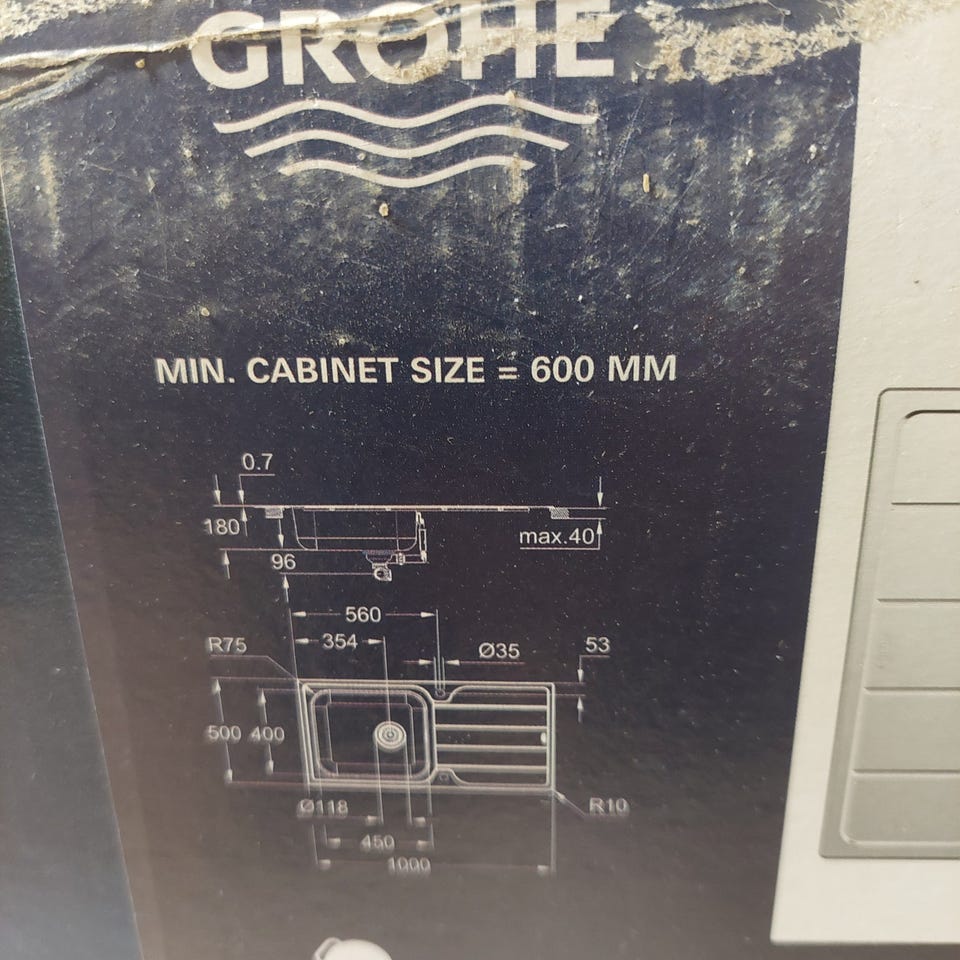 GROHE
MIN. CABINET SIZE = 600 MM
0.7
180
max.40
96
560
354
R75
Ø35
53
500 400
Ø118
R10
450
1000